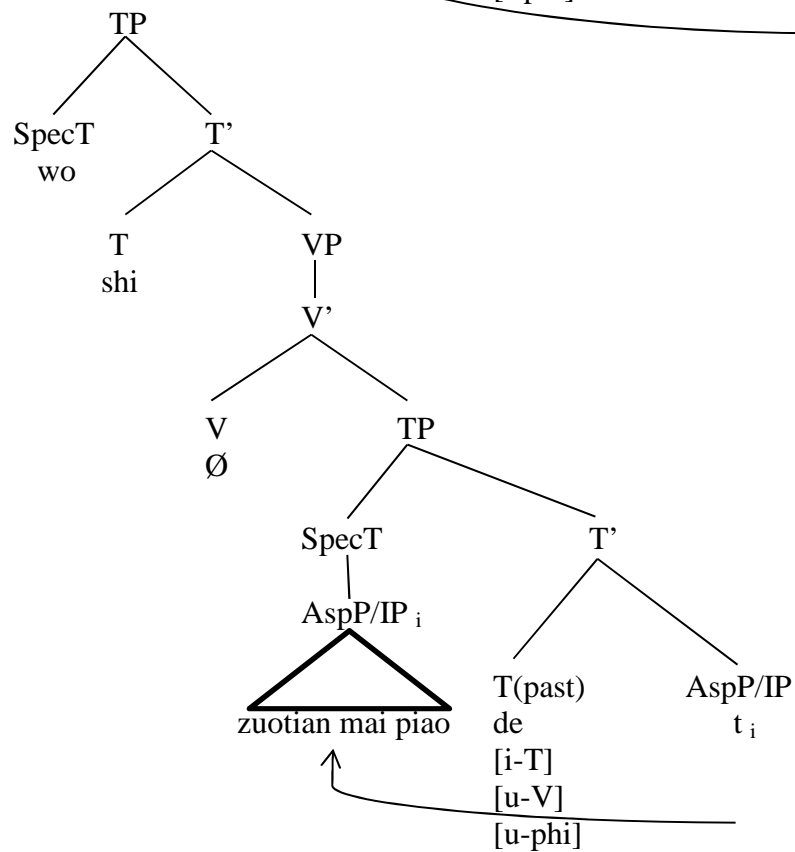 TP
SpecT T’
wo
T VP
shi
V’
V TP
Ø
SpecT T’
AspP/IP i
T(past) AspP/IP
zuotian mai piao de t i
[i-T]
[u-V]
[u-phi]